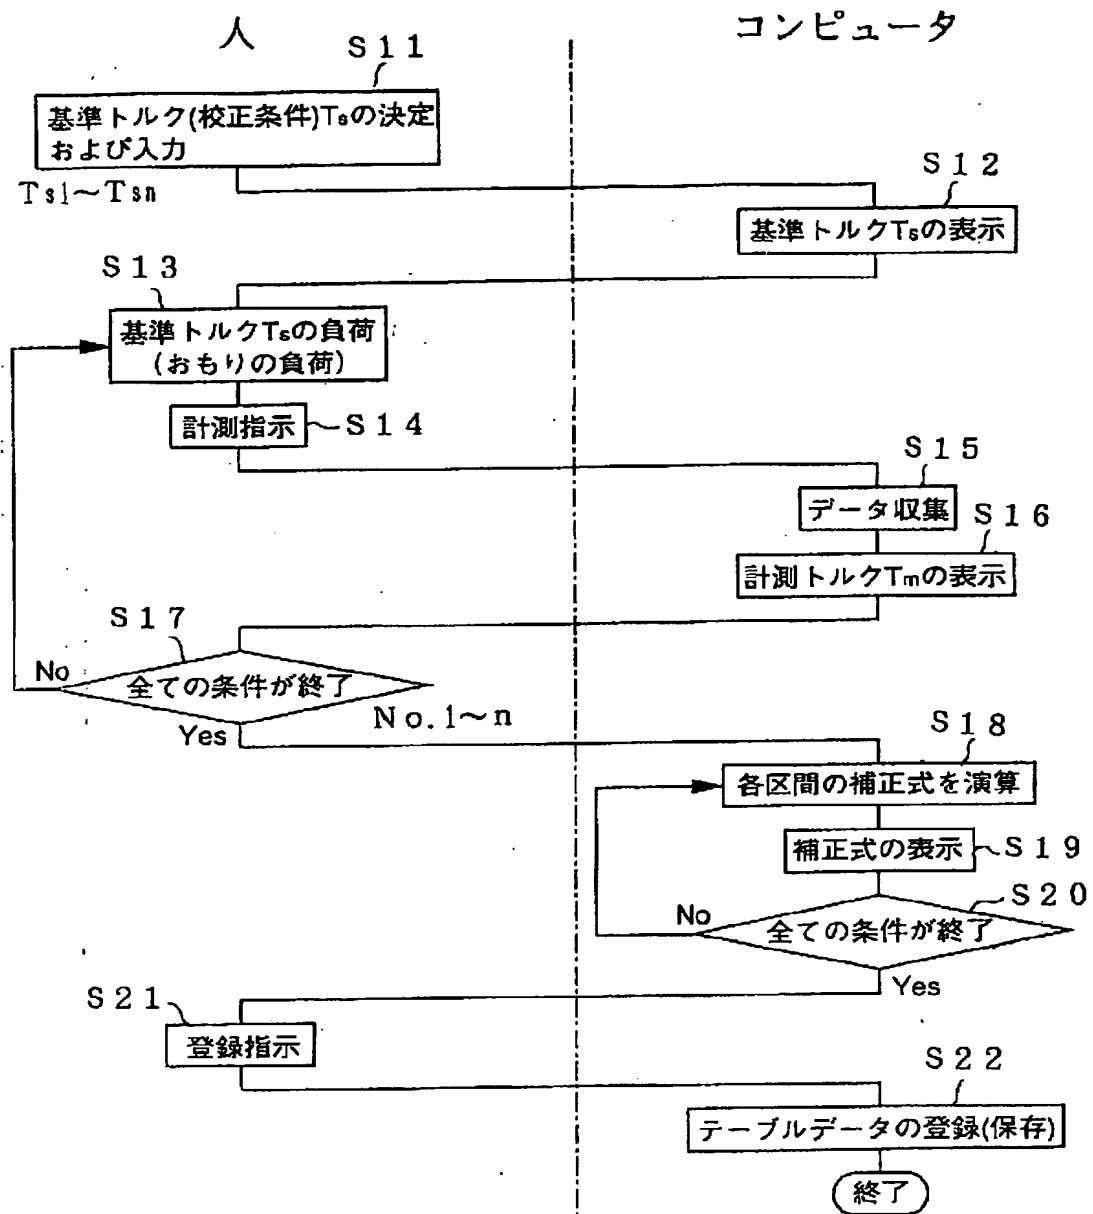 人
コンピュータ
S11
基準トルク(校正条件)Tsの決定
および入力
Ts1～Tsn
S12
基準トルクTsの表示
S13
基準トルクTsの負荷
(おもりの負荷)
計測指示
S14
S15
データ収集
S16
計測トルクTmの表示
S17
No
全ての条件が終了
No.1～n
Yes
S18
各区間の補正式を演算
補正式の表示
S19
S20
No
全ての条件が終了
Yes
S21
登録指示
S22
テーブルデータの登録(保存)
終了